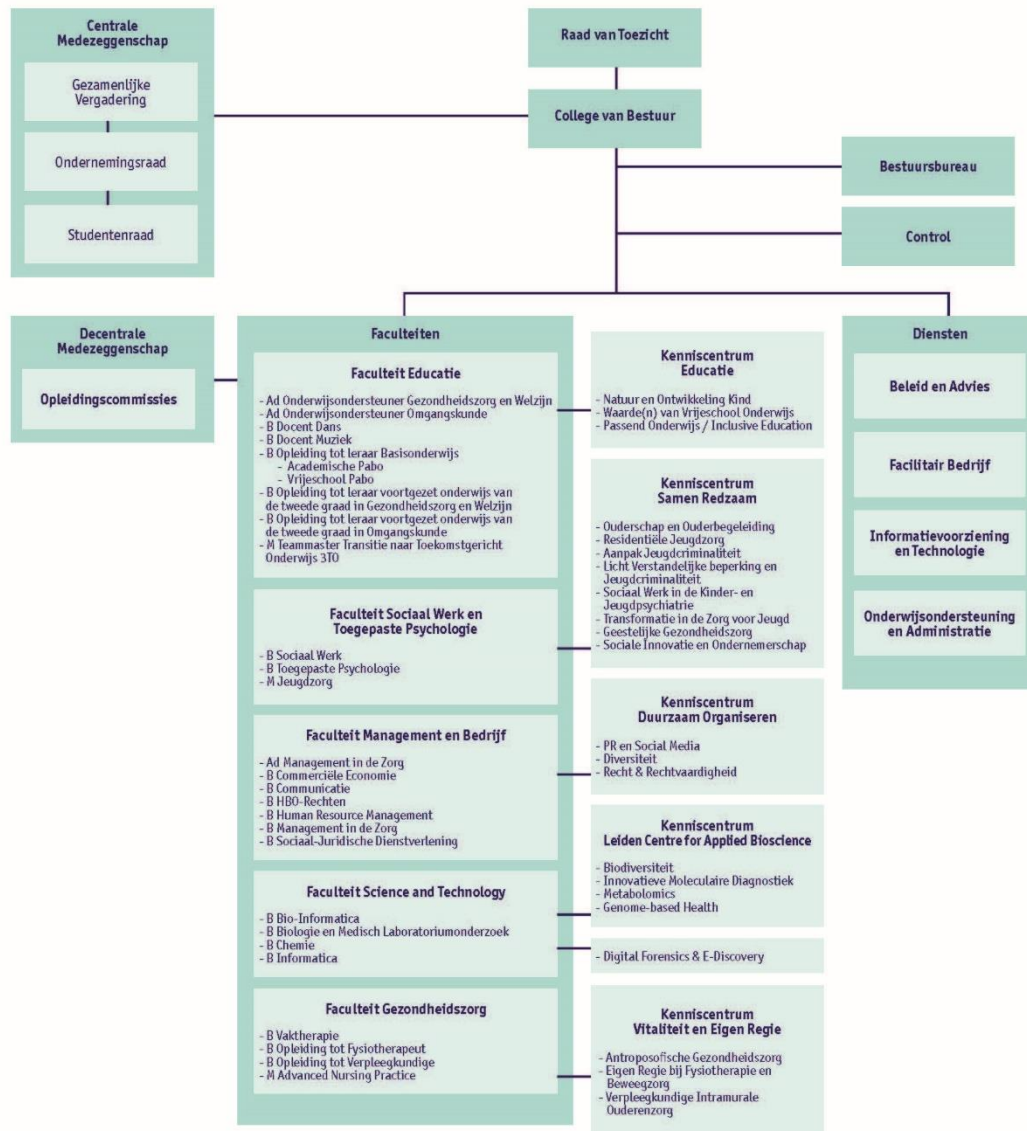 Centrale
Medezeggenschap
Gezamenlijke
Vergadering
Ondernemingsraad
Studentenraad
Raad van Toezicht
College van Bestuur
Bestuursbureau
Control
Decentrale
Medezeggenschap
Opleidingscommissies
Faculteiten
Faculteit Educatie
- Ad Onderwijsondersteuner Gezondheidszorg en Welzijn
- Ad Onderwijsondersteuner Omgangskunde
- B Docent Dans
- B Docent Muziek
- B Opleiding tot leraar Basisonderwijs
- Academische Pabo
- Vrijeschool Pabo
- B Opleiding tot leraar voortgezet onderwijs van
de tweede graad in Gezondheidszorg en Welzijn
- B Opleiding tot leraar voortgezet onderwijs van
de tweede graad in Omgangskunde
- M Teammaster Transitie naar Toekomstgericht
Onderwijs 3TO
Faculteit Sociaal Werk en
Toegepaste Psychologie
- B Sociaal Werk
- B Toegepaste Psychologie
- M Jeugdzorg
Faculteit Management en Bedrijf
- Ad Management in de Zorg
- B Commerciële Economie
- B Communicatie
- B HBO-Rechten
- B Human Resource Management
- B Management in de Zorg
- B Sociaal-Juridische Dienstverlening
Faculteit Science and Technology
- B Bio-Informatica
- B Biologie en Medisch Laboratoriumonderzoek
- B Chemie
- B Informatica
Faculteit Gezondheidszorg
- B Vaktherapie
- B Opleiding tot Fysiotherapeut
- B Opleiding tot Verpleegkundige
- M Advanced Nursing Practice
Kenniscentrum
Educatie
- Natuur en Ontwikkeling Kind
- Waarde(n) van Vrijeschool Onderwijs
- Passend Onderwijs / Inclusive Education
Kenniscentrum
Samen Redzaam
- Ouderschap en Ouderbegeleiding
- Residentiële Jeugdzorg
- Aanpak Jeugdcriminaliteit
- Licht Verstandelijke beperking en
Jeugdcriminaliteit
- Sociaal Werk in de Kinder- en
Jeugdpsychiatrie
- Transformatie in de Zorg voor Jeugd
- Geestelijke Gezondheidszorg
- Sociale Innovatie en Ondernemerschap
Kenniscentrum
Duurzaam Organiseren
- PR en Social Media
- Diversiteit
- Recht & Rechtvaardigheid
Kenniscentrum
Leiden Centre for Applied Bioscience
- Biodiversiteit
- Innovatieve Moleculaire Diagnostiek
- Metabolomics
- Genome-based Health
- Digital Forensics & E-Discovery
Kenniscentrum
Vitaliteit en Eigen Regie
- Antroposofische Gezondheidszorg
- Eigen Regie bij Fysiotherapie en
Beweegzorg
- Verpleegkundige Intramurale
Ouderenzorg
Diensten
Beleid en Advies
Facilitair Bedrijf
Informatievoorziening
en Technologie
Onderwijsondersteuning
en Administratie